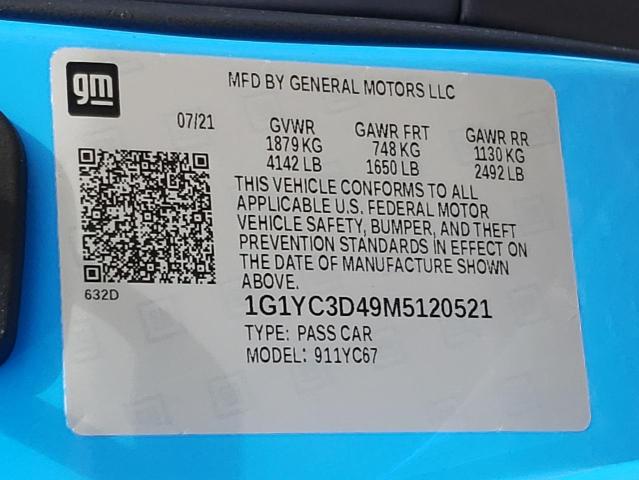 gm
MFD BY GENERAL MOTORS LLC
07/21 GVWR GAWR FRT GAWR RR
1879 KG 748 KG 1130 KG
4142 LB 1650 LB 2492 LB
THIS VEHICLE CONFORMS TO ALL
APPLICABLE U.S. FEDERAL MOTOR
VEHICLE SAFETY, BUMPER, AND THEFT
PREVENTION STANDARDS IN EFFECT ON
THE DATE OF MANUFACTURE SHOWN
ABOVE.
632D
1G1YC3D49M5120521
TYPE: PASS CAR
MODEL: 911YC67